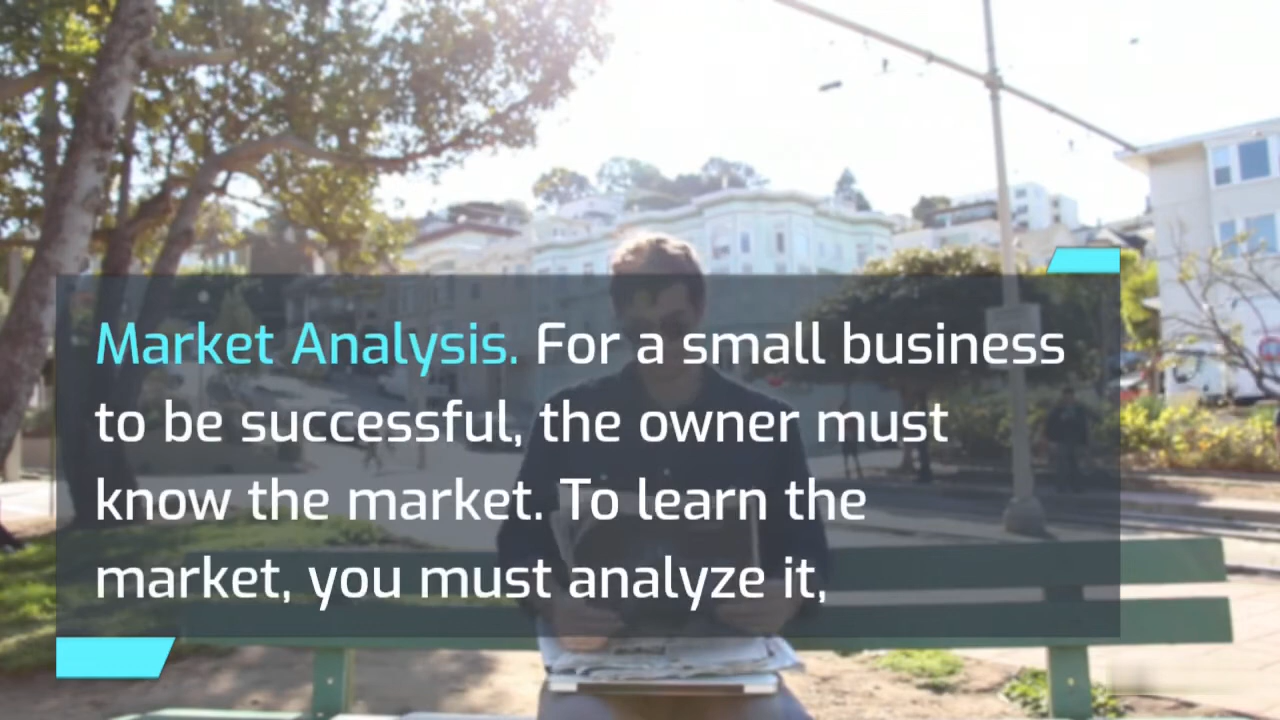 Market Analysis. For a small business
to be successful, the owner must
know the market. To learn the
market, you must analyze it,